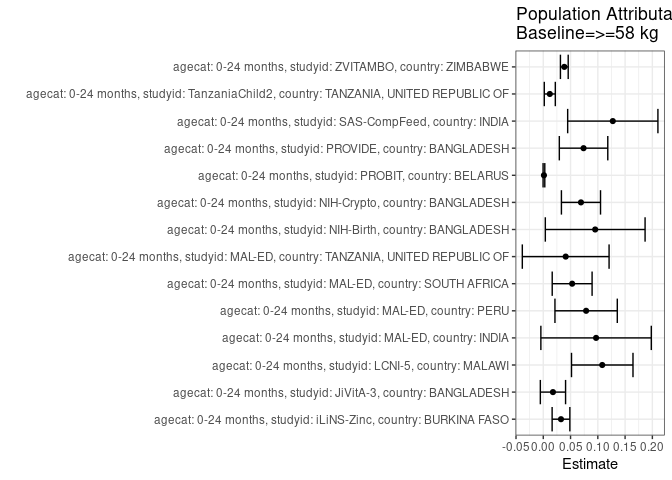 Population Attributa
Baseline=>=58 kg
agecat: 0-24 months, studyid: ZVITAMBO, country: ZIMBABWE
agecat: 0-24 months, studyid: TanzaniaChild2, country: TANZANIA, UNITED REPUBLIC OF
agecat: 0-24 months, studyid: SAS-CompFeed, country: INDIA
agecat: 0-24 months, studyid: PROVIDE, country: BANGLADESH
agecat: 0-24 months, studyid: PROBIT, country: BELARUS
agecat: 0-24 months, studyid: NIH-Crypto, country: BANGLADESH
agecat: 0-24 months, studyid: NIH-Birth, country: BANGLADESH
agecat: 0-24 months, studyid: MAL-ED, country: TANZANIA, UNITED REPUBLIC OF
agecat: 0-24 months, studyid: MAL-ED, country: SOUTH AFRICA
agecat: 0-24 months, studyid: MAL-ED, country: PERU
agecat: 0-24 months, studyid: MAL-ED, country: INDIA
agecat: 0-24 months, studyid: LCNI-5, country: MALAWI
agecat: 0-24 months, studyid: JiVitA-3, country: BANGLADESH
agecat: 0-24 months, studyid: iLiNS-Zinc, country: BURKINA FASO
-0.05 0.00 0.05 0.10 0.15 0.20
Estimate